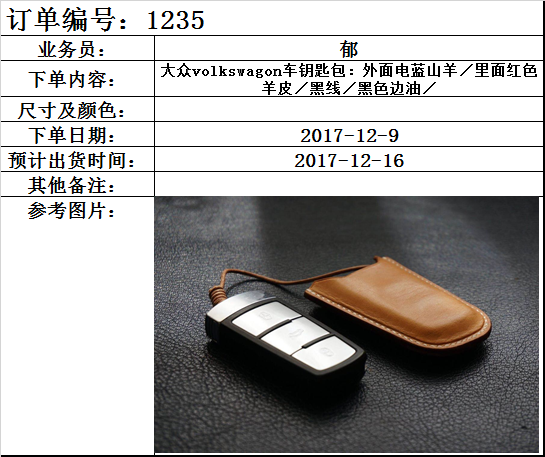 订单编号：1235
业务员： 郁
下单内容： 大众volkswagon车钥匙包：外面电蓝山羊／里面红色
羊皮／黑线／黑色边油／
尺寸及颜色：
下单日期： 2017-12-9
预计出货时间： 2017-12-16
其他备注：
参考图片：